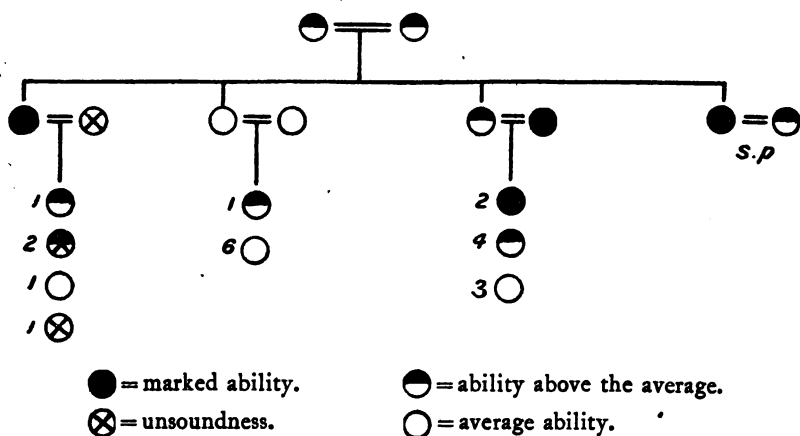 s.p
1 1 2
2 6 4
1 3
1
= marked ability. = ability above the average.
= unsoundness. = average ability.